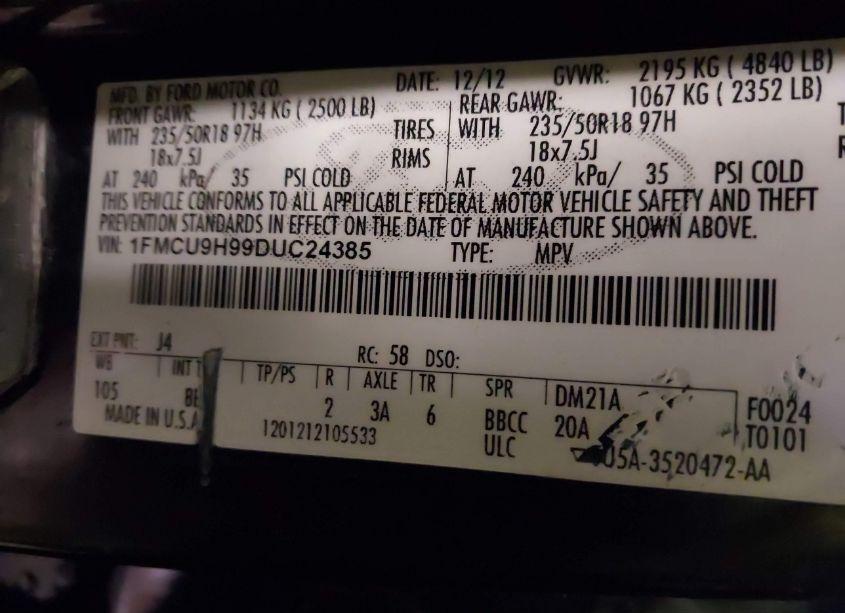 MFD. BY FORD MOTOR CO. DATE: 12/12 GVWR: 2195 KG ( 4840 LB)
FRONT GAWR: 1134 KG ( 2500 LB) REAR GAWR: 1067 KG ( 2352 LB)
WITH 235/50R18 97H TIRES WITH 235/50R18 97H
18x7.5J RIMS 18x7.5J
AT 240 kPa/ 35 PSI COLD AT 240 kPa/ 35 PSI COLD
THIS VEHICLE CONFORMS TO ALL APPLICABLE FEDERAL MOTOR VEHICLE SAFETY AND THEFT
PREVENTION STANDARDS IN EFFECT ON THE DATE OF MANUFACTURE SHOWN ABOVE.
VIN: 1FMCU9H99DUC24385 TYPE: MPV
EXT PNT: J4 RC: 58 DSO:
WB INT TP/PS R AXLE TR SPR DM21A F0024
105 2 3A 6 BBCC 20A T0101
MADE IN U.S.A 1201212105533 ULC U5A-3520472-AA